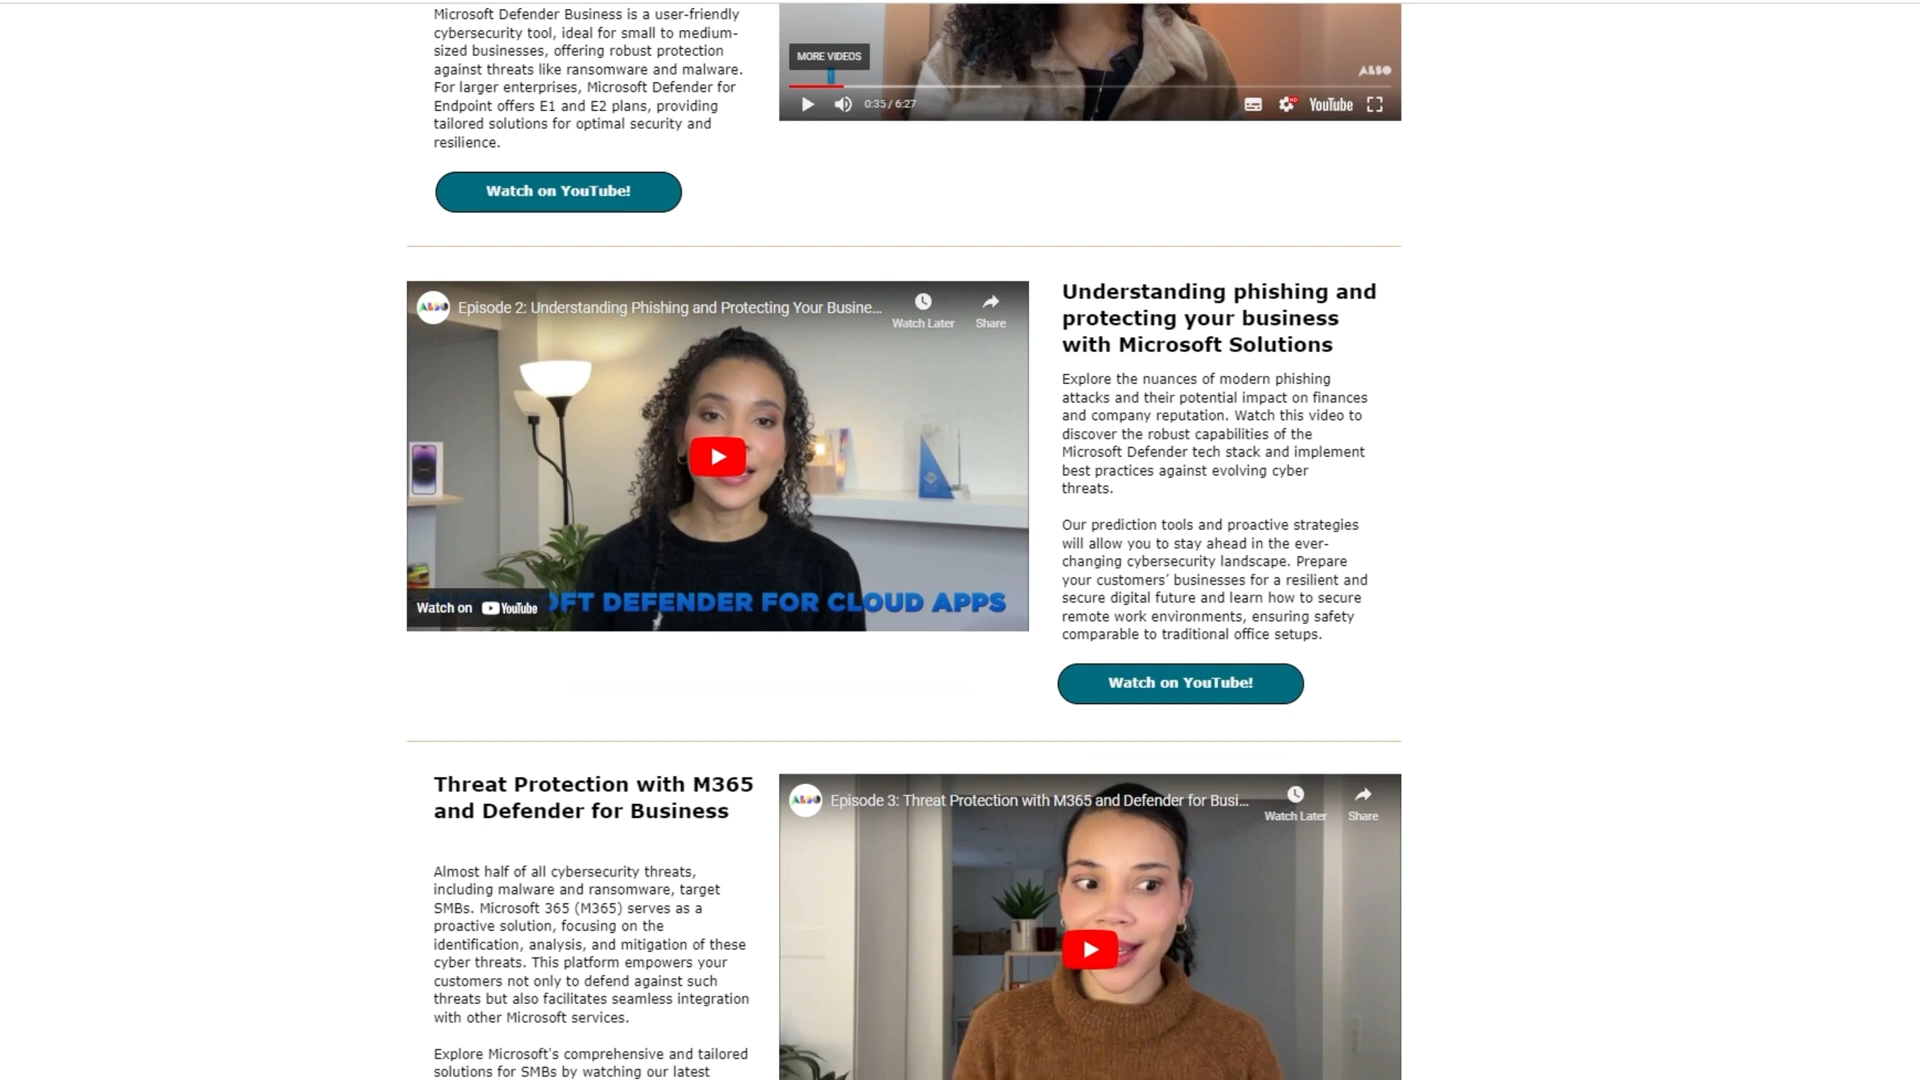 Microsoft Defender Business is a user-friendly
cybersecurity tool, ideal for small to medium-
sized businesses, offering robust protection
against threats like ransomware and malware.
For larger enterprises, Microsoft Defender for
Endpoint offers E1 and E2 plans, providing
tailored solutions for optimal security and
resilience.
Watch on YouTube!
MORE VIDEOS
ALSO
0:35 / 6:27
HD
YouTube
ALSO
Episode 2: Understanding Phishing and Protecting Your Busine...
Watch Later
Share
Watch on
YouTube
OFT DEFENDER FOR CLOUD APPS
Understanding phishing and
protecting your business
with Microsoft Solutions
Explore the nuances of modern phishing
attacks and their potential impact on finances
and company reputation. Watch this video to
discover the robust capabilities of the
Microsoft Defender tech stack and implement
best practices against evolving cyber
threats.
Our prediction tools and proactive strategies
will allow you to stay ahead in the ever-
changing cybersecurity landscape. Prepare
your customers’ businesses for a resilient and
secure digital future and learn how to secure
remote work environments, ensuring safety
comparable to traditional office setups.
Watch on YouTube!
Threat Protection with M365
and Defender for Business
Almost half of all cybersecurity threats,
including malware and ransomware, target
SMBs. Microsoft 365 (M365) serves as a
proactive solution, focusing on the
identification, analysis, and mitigation of these
cyber threats. This platform empowers your
customers not only to defend against such
threats but also facilitates seamless integration
with other Microsoft services.
Explore Microsoft's comprehensive and tailored
solutions for SMBs by watching our latest
ALSO
Episode 3: Threat Protection with M365 and Defender for Busi...
Watch Later
Share